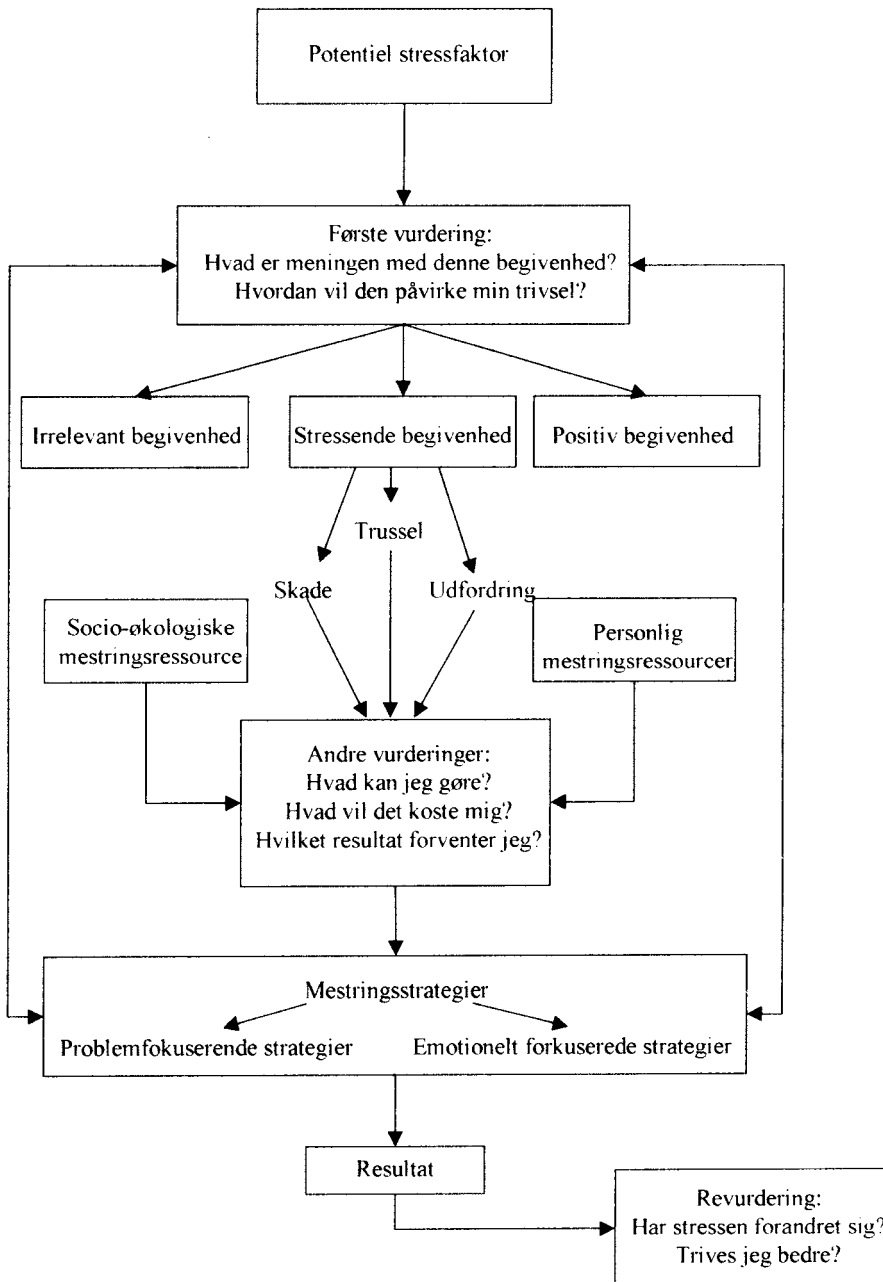 Potentiel stressfaktor
Første vurdering:
Hvad er meningen med denne begivenhed?
Hvordan vil den påvirke min trivsel?
Irrelevant begivenhed
Stressende begivenhed
Positiv begivenhed
Trussel
Skade
Udfordring
Socio-økologiske
mestringsressource
Personlig
mestringsressourcer
Andre vurderinger:
Hvad kan jeg gøre?
Hvad vil det koste mig?
Hvilket resultat forventer jeg?
Mestringsstrategier
Problemfokuserende strategier
Emotionelt forkuserede strategier
Resultat
Revurdering:
Har stressen forandret sig?
Trives jeg bedre?